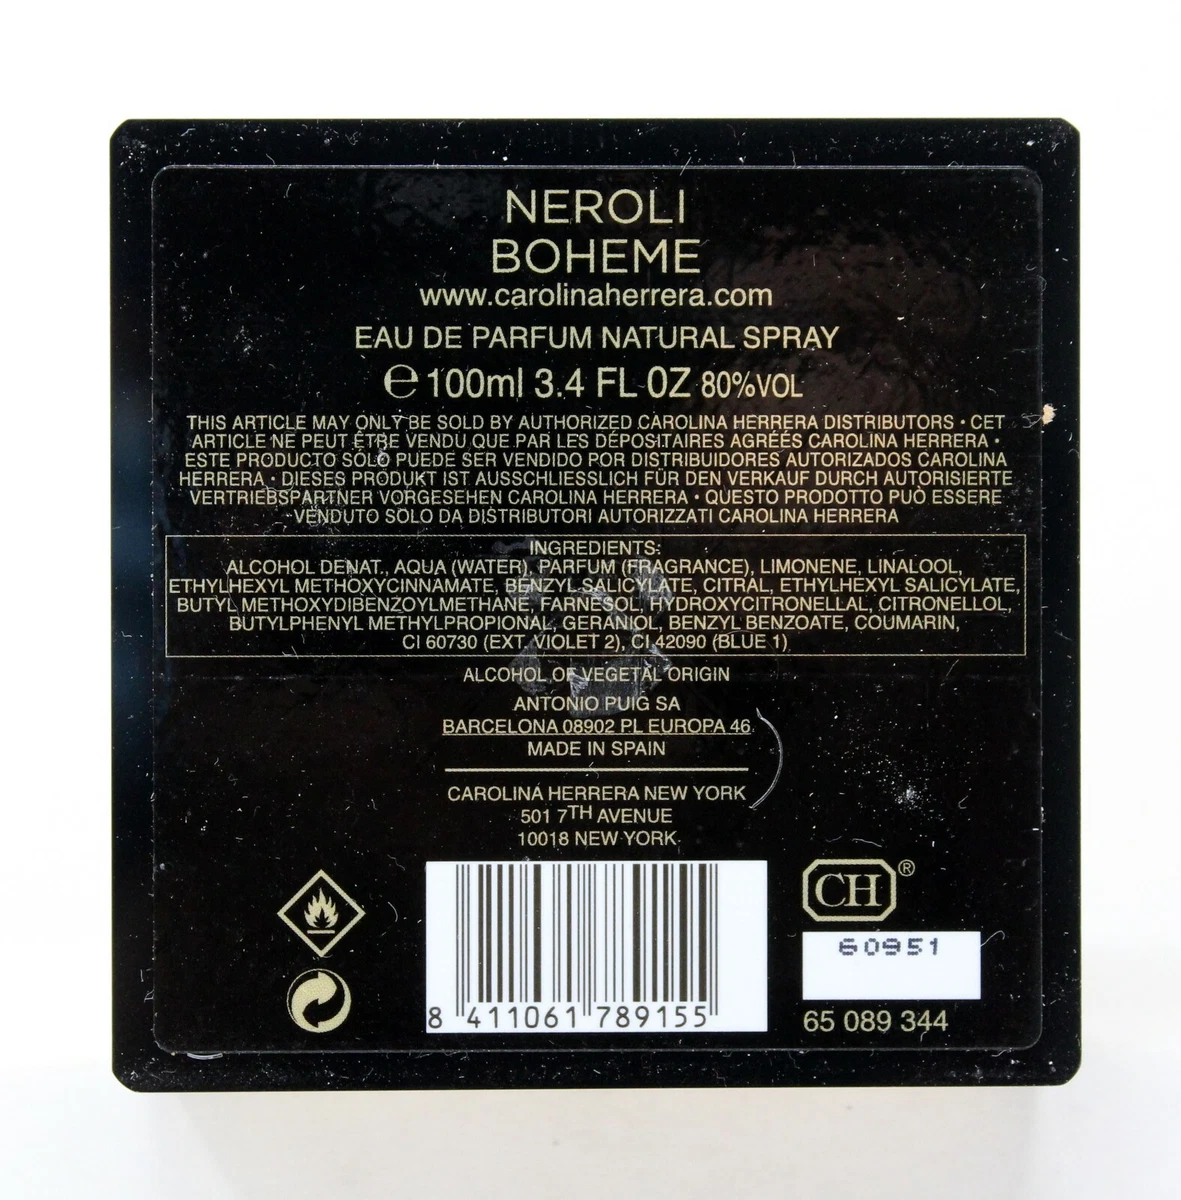 NEROLI
BOHEME
www.carolinaherrera.com
EAU DE PARFUM NATURAL SPRAY
℮ 100ml 3.4 FL OZ 80%VOL
THIS ARTICLE MAY ONLY BE SOLD BY AUTHORIZED CAROLINA HERRERA DISTRIBUTORS • CET
ARTICLE NE PEUT ÊTRE VENDU QUE PAR LES DÉPOSITAIRES AGRÉÉS CAROLINA HERRERA •
ESTE PRODUCTO SÓLO PUEDE SER VENDIDO POR DISTRIBUIDORES AUTORIZADOS CAROLINA
HERRERA • DIESES PRODUKT IST AUSSCHLIESSLICH FÜR DEN VERKAUF DURCH AUTORISIERTE
VERTRIEBSPARTNER VORGESEHEN CAROLINA HERRERA • QUESTO PRODOTTO PUÒ ESSERE
VENDUTO SOLO DA DISTRIBUTORI AUTORIZZATI CAROLINA HERRERA
INGREDIENTS:
ALCOHOL DENAT., AQUA (WATER), PARFUM (FRAGRANCE), LIMONENE, LINALOOL,
ETHYLHEXYL METHOXYCINNAMATE, BENZYL SALICYLATE, CITRAL, ETHYLHEXYL SALICYLATE,
BUTYL METHOXYDIBENZOYLMETHANE, FARNESOL, HYDROXYCITRONELLAL, CITRONELLOL,
BUTYLPHENYL METHYLPROPIONAL, GERANIOL, BENZYL BENZOATE, COUMARIN,
CI 60730 (EXT. VIOLET 2), CI 42090 (BLUE 1)
ALCOHOL OF VEGETAL ORIGIN
ANTONIO PUIG SA
BARCELONA 08902 PL EUROPA 46
MADE IN SPAIN
CAROLINA HERRERA NEW YORK
501 7TH AVENUE
10018 NEW YORK
CH®
60951
8 411061 789155
65 089 344